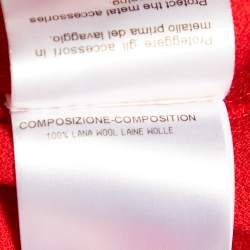 Proteggere gli accessori in
metallo prima del lavaggio.
Protect the metal accessories
COMPOSIZIONE-COMPOSITION
100% LANA WOOL LAINE WOLLE